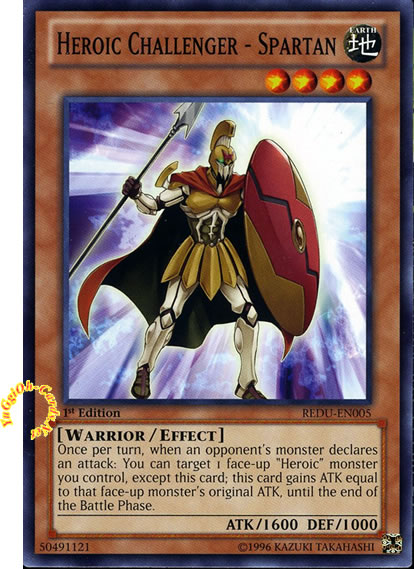 HEROIC CHALLENGER - SPARTAN
EARTH
地
YuGgiOh-Cards.Net
1st Edition
REDU-EN005
[WARRIOR / EFFECT]
Once per turn, when an opponent's monster declares
an attack: You can target 1 face-up "Heroic" monster
you control, except this card; this card gains ATK equal
to that face-up monster's original ATK, until the end of
the Battle Phase.
ATK/1600 DEF/1000
50491121
©1996 KAZUKI TAKAHASHI